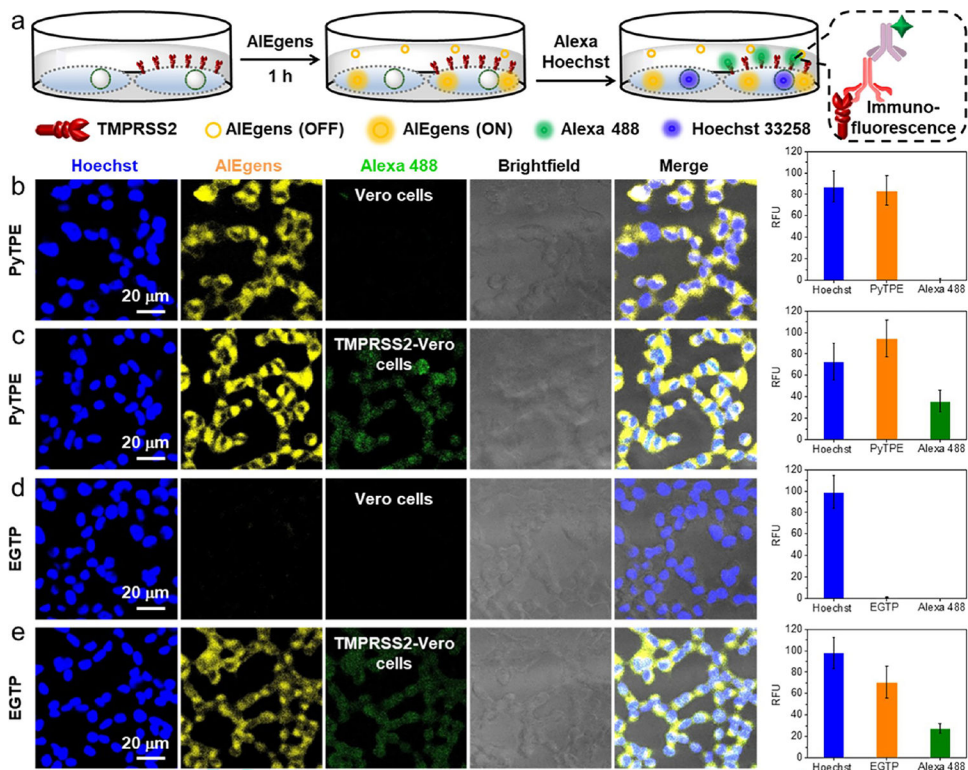 a
AIEgens
1 h
Alexa
Hoechst
Immuno-
fluorescence
TMPRSS2
AIEgens (OFF)
AIEgens (ON)
Alexa 488
Hoechst 33258
Hoechst
AIEgens
Alexa 488
Brightfield
Merge
b
PyTPE
20 μm
Vero cells
RFU
120
100
80
60
40
20
0
Hoechst PyTPE Alexa 488
c
PyTPE
20 μm
TMPRSS2-Vero
cells
RFU
120
100
80
60
40
20
0
Hoechst PyTPE Alexa 488
d
EGTP
20 μm
Vero cells
RFU
120
100
80
60
40
20
0
Hoechst EGTP Alexa 488
e
EGTP
20 μm
TMPRSS2-Vero
cells
RFU
120
100
80
60
40
20
0
Hoechst EGTP Alexa 488